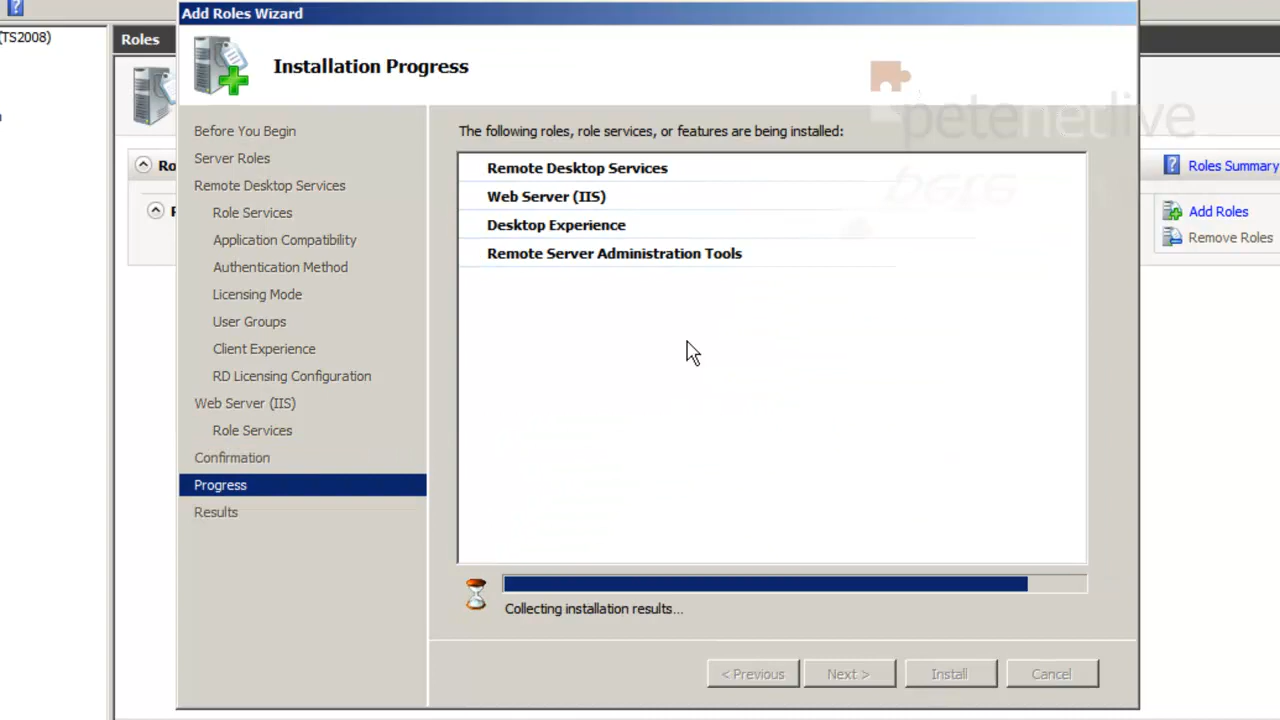 Add Roles Wizard
(TS2008)
Roles
Installation Progress
petenetlive
Before You Begin
Server Roles
Remote Desktop Services
Role Services
Application Compatibility
Authentication Method
Licensing Mode
User Groups
Client Experience
RD Licensing Configuration
Web Server (IIS)
Role Services
Confirmation
Progress
Results
The following roles, role services, or features are being installed:
Remote Desktop Services
Web Server (IIS)
Desktop Experience
Remote Server Administration Tools
Collecting installation results...
< Previous
Next >
Install
Cancel
Ro
Roles Summary
Add Roles
Remove Roles